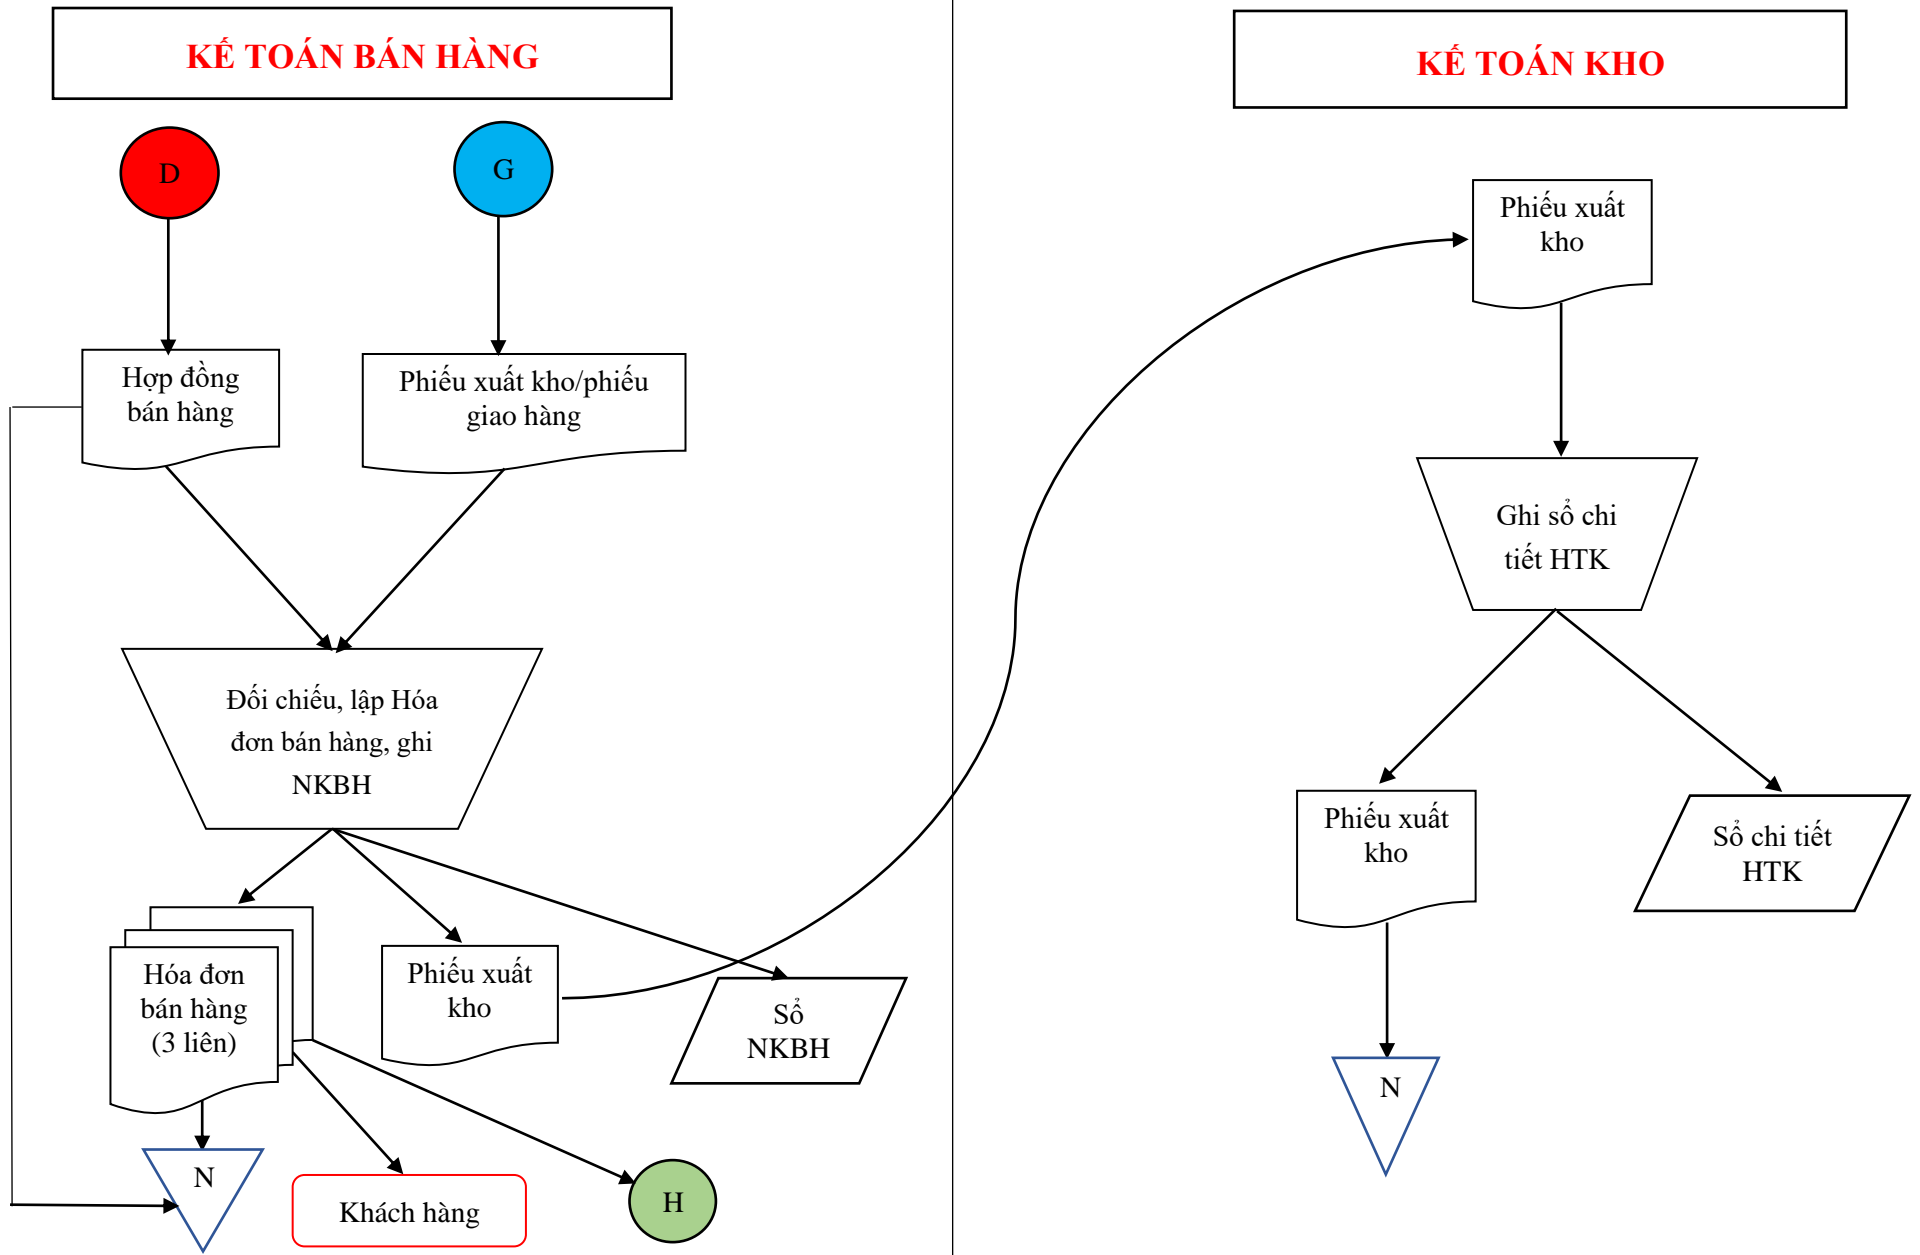 KẾ TOÁN BÁN HÀNG
D
G
Hợp đồng
bán hàng
Phiếu xuất kho/phiếu
giao hàng
Đối chiếu, lập Hóa
đơn bán hàng, ghi
NKBH
Hóa đơn
bán hàng
(3 liên)
Phiếu xuất
kho
Sổ
NKBH
N
Khách hàng
H
KẾ TOÁN KHO
Phiếu xuất
kho
Ghi sổ chi
tiết HTK
Phiếu xuất
kho
Sổ chi tiết
HTK
N